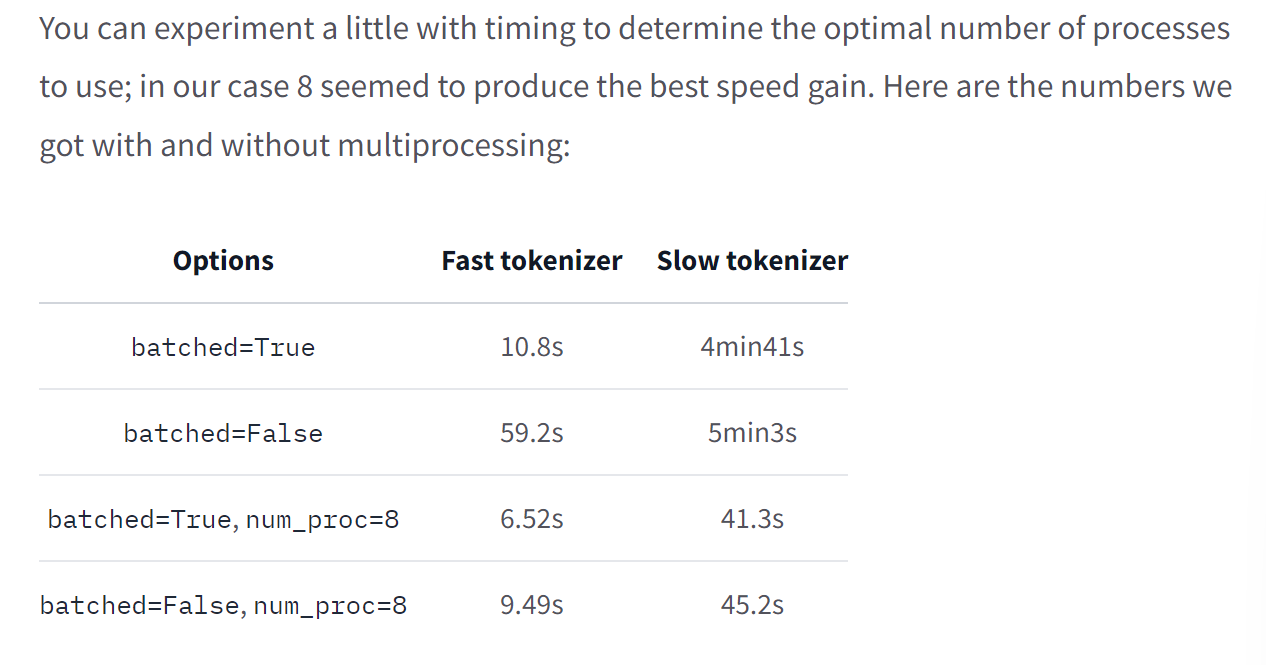 You can experiment a little with timing to determine the optimal number of processes
to use; in our case 8 seemed to produce the best speed gain. Here are the numbers we
got with and without multiprocessing:
Options Fast tokenizer Slow tokenizer
batched=True 10.8s 4min41s
batched=False 59.2s 5min3s
batched=True, num_proc=8 6.52s 41.3s
batched=False, num_proc=8 9.49s 45.2s